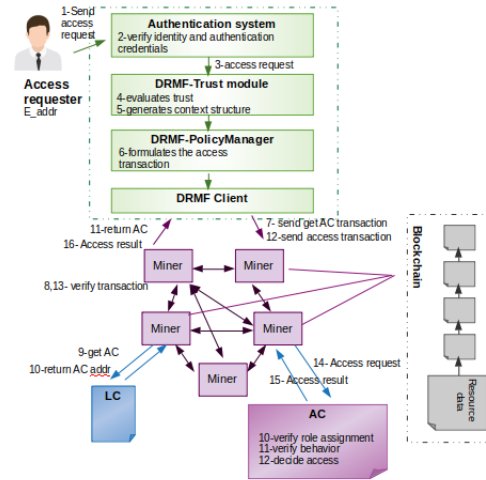 1-Send
access
request
Authentication system
2-verify identity and authentication
credentials
3-access request
Access
requester
E_addr
DRMF-Trust module
4-evaluates trust
5-generates context structure
DRMF-PolicyManager
6-formulates the access
transaction
DRMF Client
11-return AC
16- Access result
7- send get AC transaction
12-send access transaction
Blockchain
Miner
Miner
8,13- verify transaction
Miner
Miner
Miner
9-get AC
10-return AC addr
14- Access request
15- Access result
LC
AC
10-verify role assignment
11-verify behavior
12-decide access
Resource
data